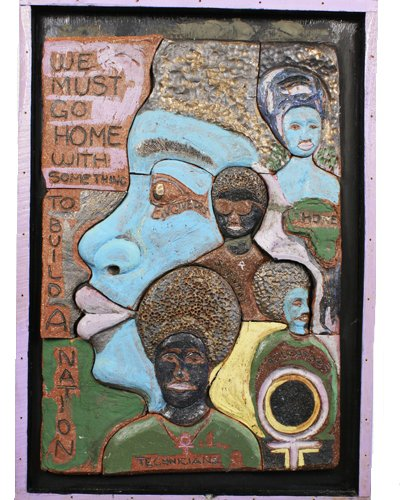 WE
MUST
GO
HOME
WITH
SOMETHING
TO
BUILD
A
NATION
HOME
TECHNICIANS